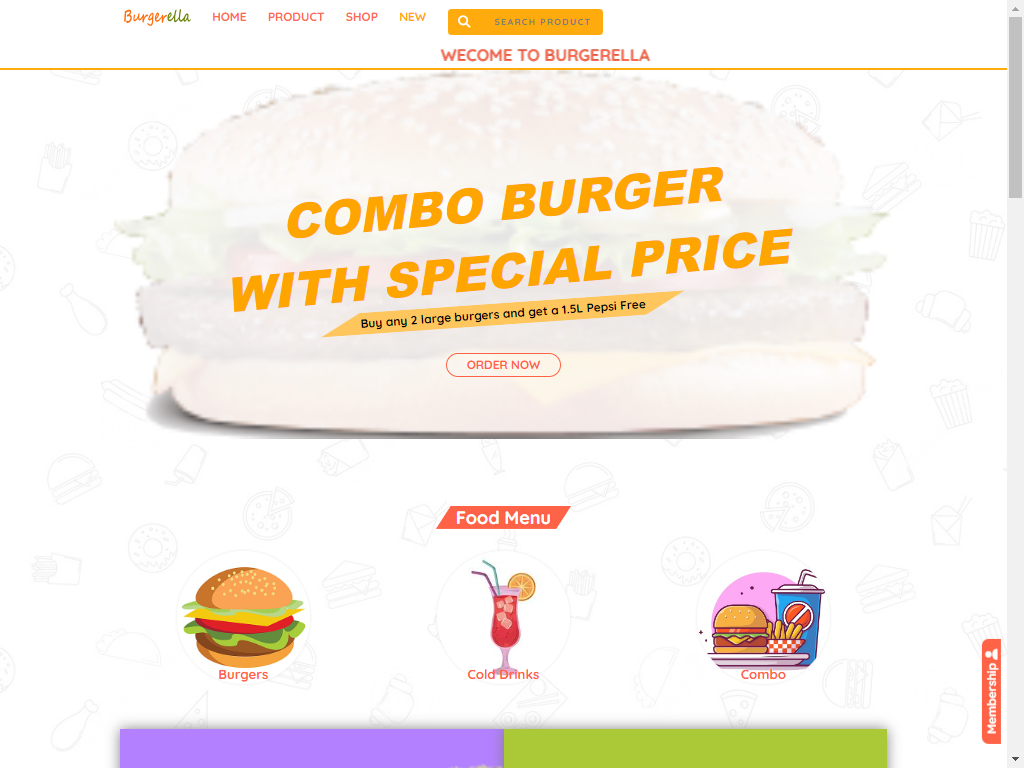 Burgerella
HOME
PRODUCT
SHOP
NEW
SEARCH PRODUCT
WECOME TO BURGERELLA
COMBO BURGER
WITH SPECIAL PRICE
Buy any 2 large burgers and get a 1.5L Pepsi Free
ORDER NOW
Food Menu
Burgers
Cold Drinks
Combo
Membership